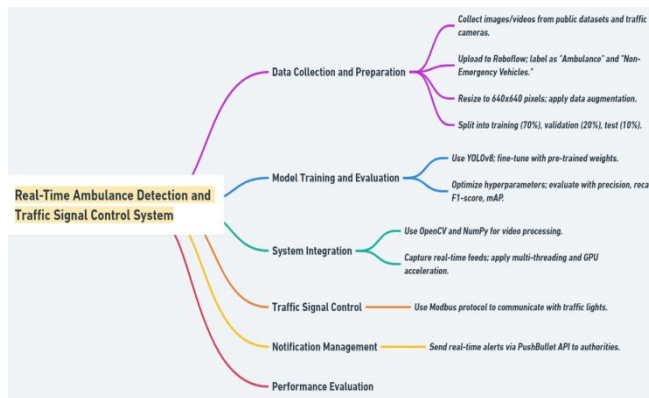 Real-Time Ambulance Detection and
Traffic Signal Control System
Data Collection and Preparation
Collect images/videos from public datasets and traffic
cameras.
Upload to Roboflow; label as "Ambulance" and "Non-
Emergency Vehicles."
Resize to 640x640 pixels; apply data augmentation.
Split into training (70%), validation (20%), test (10%).
Model Training and Evaluation
Use YOLOv8; fine-tune with pre-trained weights.
Optimize hyperparameters; evaluate with precision, reca
F1-score, mAP.
System Integration
Use OpenCV and NumPy for video processing.
Capture real-time feeds; apply multi-threading and GPU
acceleration.
Traffic Signal Control
Use Modbus protocol to communicate with traffic lights.
Notification Management
Send real-time alerts via PushBullet API to authorities.
Performance Evaluation